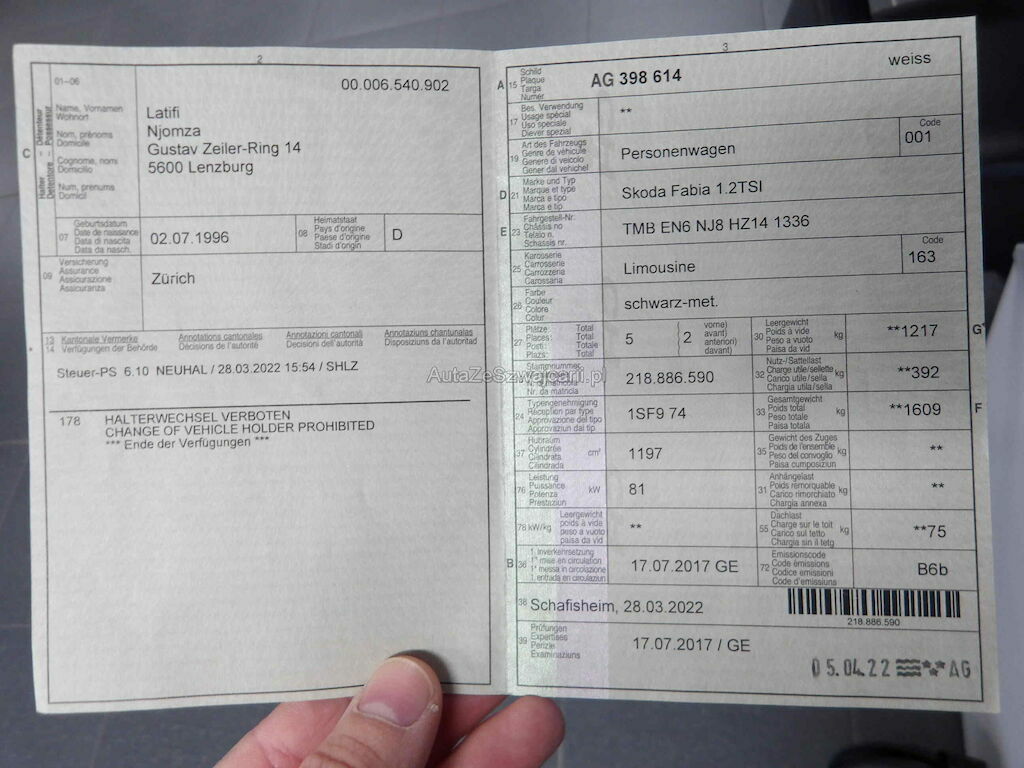 2
01–06
00.006.540.902
C
Halter - Détenteur
Detentore - Possessur
Name, Vornamen
Wohnort
Nom, prénoms
Domicile
Cognome, nomi
Domicilio
Num, prenums
Domicil
Latifi
Njomza
Gustav Zeiler-Ring 14
5600 Lenzburg
07
Geburtsdatum
Date de naissance
Data di nascita
Data da nasch.
02.07.1996
08
Heimatstaat
Pays d'origine
Paese d'origine
Stadi d'origin
D
09
Versicherung
Assurance
Assicurazione
Assicuranza
Zürich
13 Kantonale Vermerke Annotations cantonales Annotazioni cantonali Annotaziuns chantunalas
14 Verfügungen der Behörde Décisions de l'autorité Decisioni dell'autorità Disposiziuns da l'autoritad
Steuer-PS 6.10 NEUHAL / 28.03.2022 15:54 / SHLZ
178 HALTERWECHSEL VERBOTEN
CHANGE OF VEHICLE HOLDER PROHIBITED
*** Ende der Verfügungen ***
AutaZeSzwajcarii.pl
3
A 15
Schild
Plaque
Targa
Numer
AG 398 614
weiss
17
Bes. Verwendung
Usage spécial
Uso speciale
Diever spezial
**
19
Art des Fahrzeugs
Genre de véhicule
Genere di veicolo
Gener dal vehichel
Personenwagen
Code
001
D 21
Marke und Typ
Marque et type
Marca e tipo
Marca e tip
Skoda Fabia 1.2TSI
E 23
Fahrgestell-Nr.
Châssis no
Telaio n.
Schassis nr.
TMB EN6 NJ8 HZ14 1336
25
Karosserie
Carrosserie
Carrozzeria
Carossaria
Limousine
Code
163
26
Farbe
Couleur
Colore
Colur
schwarz-met.
27
Plätze Total
Places: Total
Posti: Totale
Plazs: Total
5
2
vorne)
avant)
anteriori)
davant)
30
Leergewicht
Poids à vide
Peso a vuoto
Paisa da vid
kg
**1217
G
Stammnummer
Nr. da matricla
218.886.590
32
Nutz-/Sattellast
Charge utile/sellette
Carico utile/sella
Chargia utila/sella
kg
**392
24
Typengenehmigung
Réception par type
Approvazione del tipo
Approvaziun dal tip
1SF9 74
33
Gesamtgewicht
Poids total
Peso totale
Paisa totala
kg
**1609
F
37
Hubraum
Cylindrée
Cilindrata
Cilindrada
cm³
1197
35
Gewicht des Zuges
Poids de l'ensemble
Peso del convoglio
Paisa cumposiziun
kg
**
76
Leistung
Puissance
Potenza
Prestaziun
kW
81
31
Anhängelast
Poids remorquable
Carico rimorchiato
Chargia annexa
kg
**
78 kW/kg
Leergewicht
poids à vide
peso a vuoto
paisa da vid
**
55
Dachlast
Charge sur le toit
Carico sul tetto
Chargia sin il tetg
kg
**75
B 36
1. Inverkehrsetzung
1re mise en circulation
1a messa in circolazione
1. entrada en circulaziun
17.07.2017 GE
72
Emissionscode
Code émissions
Codice emissioni
Code d'emissiuns
B6b
38 Schafisheim, 28.03.2022
218.886.590
39
Prüfungen
Expertises
Perizie
Examinaziuns
17.07.2017 / GE
05.04.22 AG